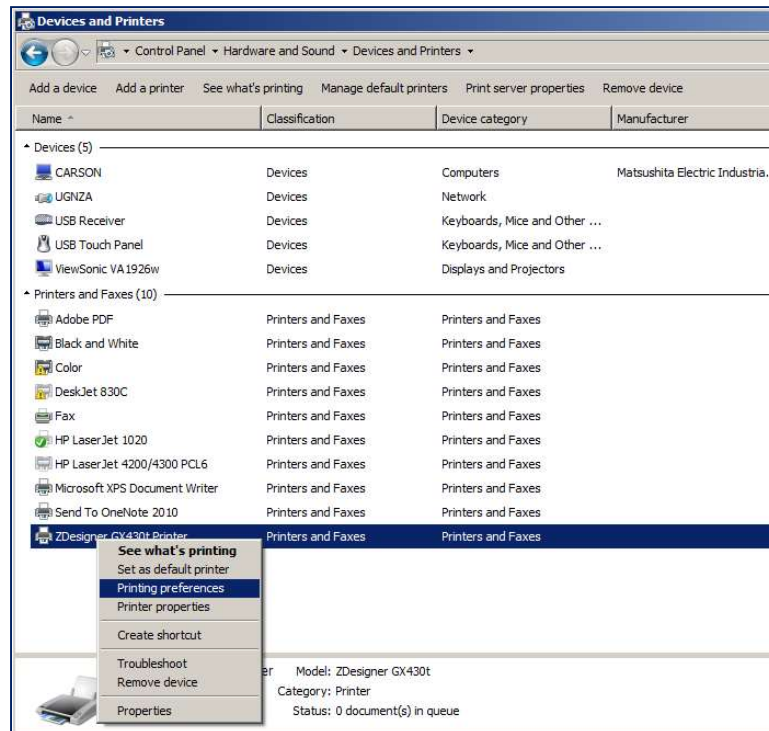 Devices and Printers
Control Panel Hardware and Sound Devices and Printers
Add a device Add a printer See what's printing Manage default printers Print server properties Remove device
Name Classification Device category Manufacturer
Devices (5)
CARSON Devices Computers Matsushita Electric Industria.
UGNZA Devices Network
USB Receiver Devices Keyboards, Mice and Other ...
USB Touch Panel Devices Keyboards, Mice and Other ...
ViewSonic VA1926w Devices Displays and Projectors
Printers and Faxes (10)
Adobe PDF Printers and Faxes Printers and Faxes
Black and White Printers and Faxes Printers and Faxes
Color Printers and Faxes Printers and Faxes
DeskJet 830C Printers and Faxes Printers and Faxes
Fax Printers and Faxes Printers and Faxes
HP LaserJet 1020 Printers and Faxes Printers and Faxes
HP LaserJet 4200/4300 PCL6 Printers and Faxes Printers and Faxes
Microsoft XPS Document Writer Printers and Faxes Printers and Faxes
Send To OneNote 2010 Printers and Faxes Printers and Faxes
ZDesigner GX430t Printer Printers and Faxes Printers and Faxes
See what's printing
Set as default printer
Printing preferences
Printer properties
Create shortcut
Troubleshoot
Remove device
Properties
er Model: ZDesigner GX430t
Category: Printer
Status: 0 document(s) in queue